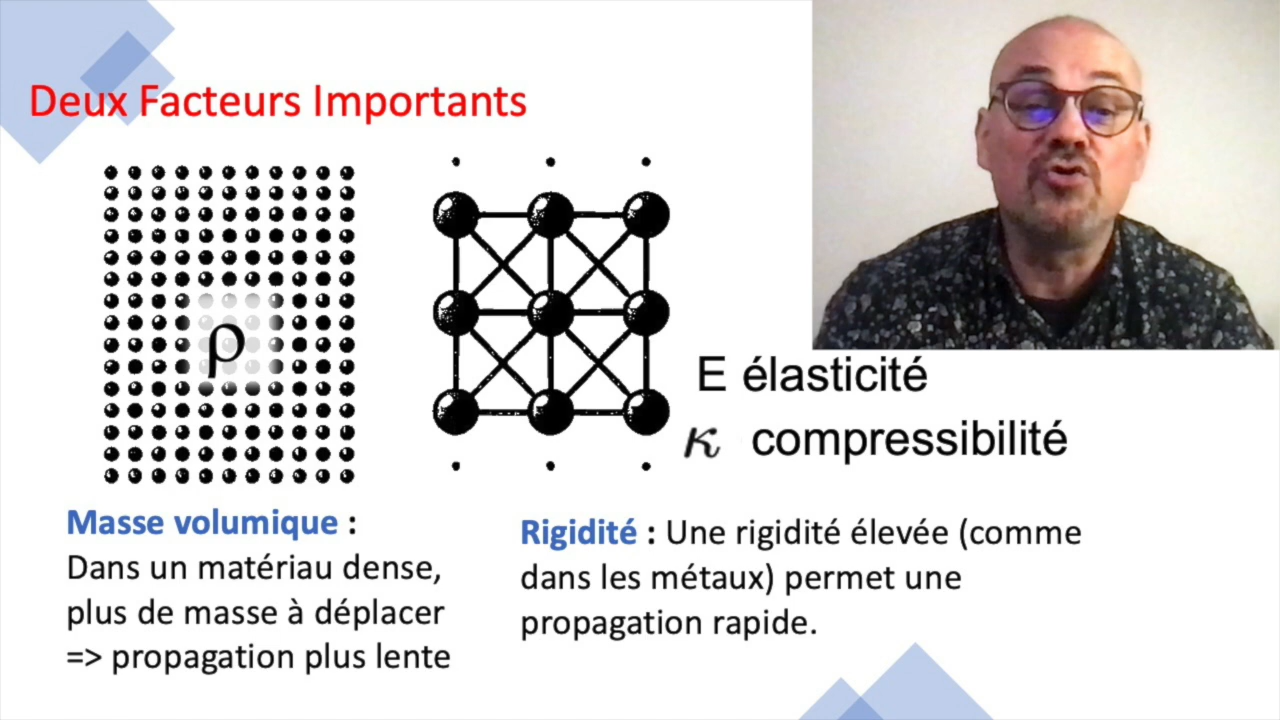 Deux Facteurs Importants
ρ
E élasticité
κ compressibilité
Masse volumique :
Dans un matériau dense,
plus de masse à déplacer
=> propagation plus lente
Rigidité : Une rigidité élevée (comme
dans les métaux) permet une
propagation rapide.